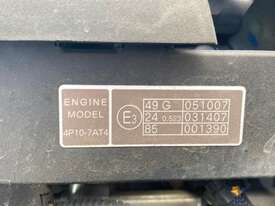 ENGINE
MODEL
4P10-7AT4
E3
49 G 051007
24 0.523 031407
85 001390